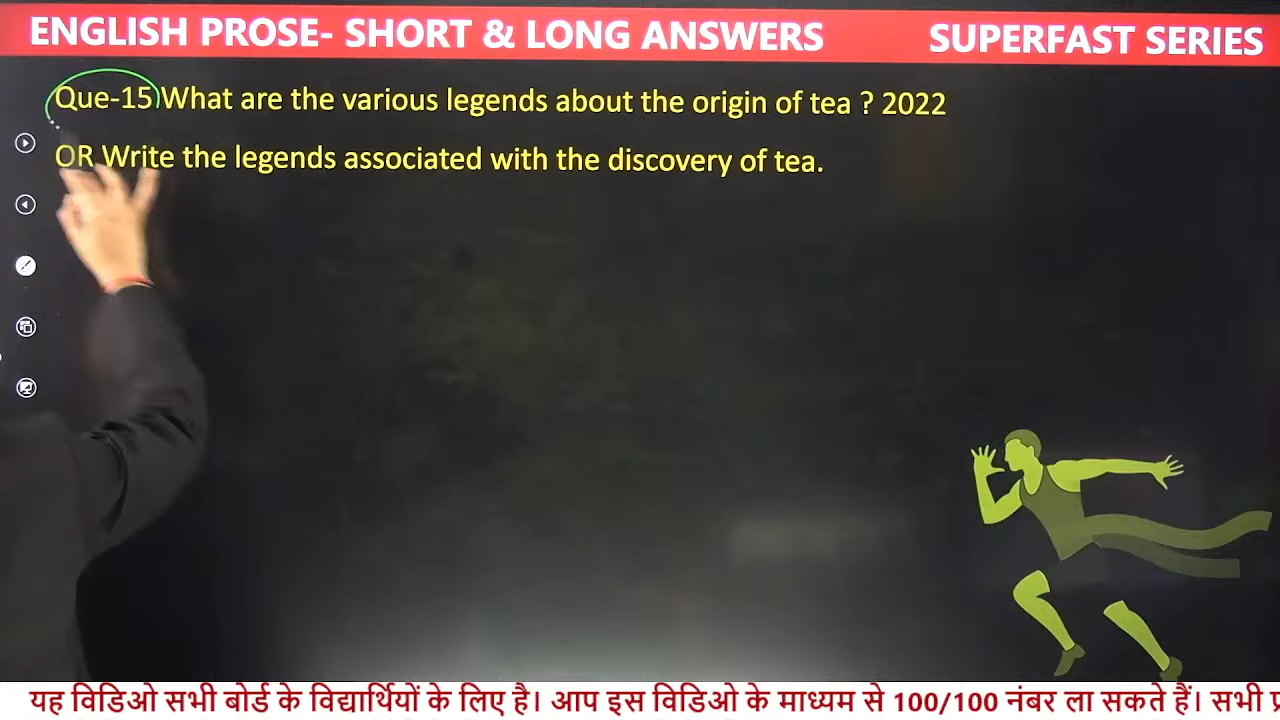 ENGLISH PROSE- SHORT & LONG ANSWERS SUPERFAST SERIES
Que-15 What are the various legends about the origin of tea ? 2022
OR Write the legends associated with the discovery of tea.
यह विडिओ सभी बोर्ड के विद्यार्थियों के लिए है। आप इस विडिओ के माध्यम से 100/100 नंबर ला सकते हैं। सभी